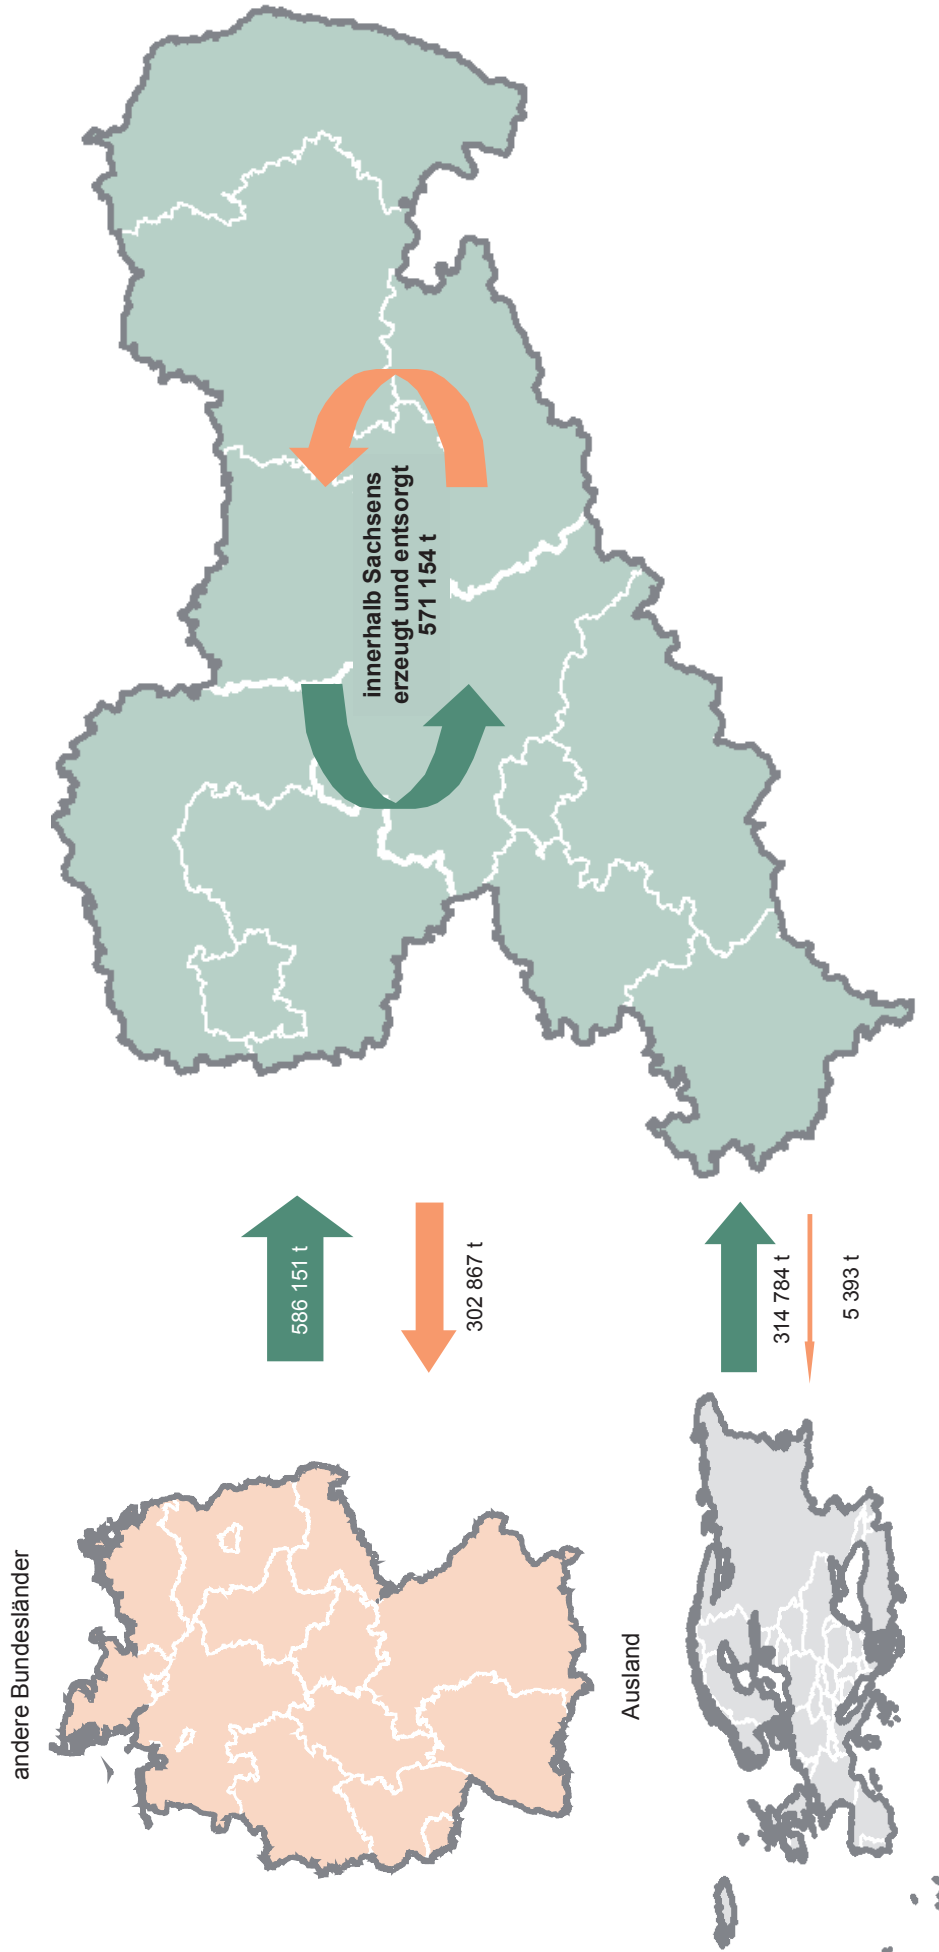 andere Bundesländer
586 151 t
302 867 t
innerhalb Sachsens
erzeugt und entsorgt
571 154 t
Ausland
314 784 t
5 393 t